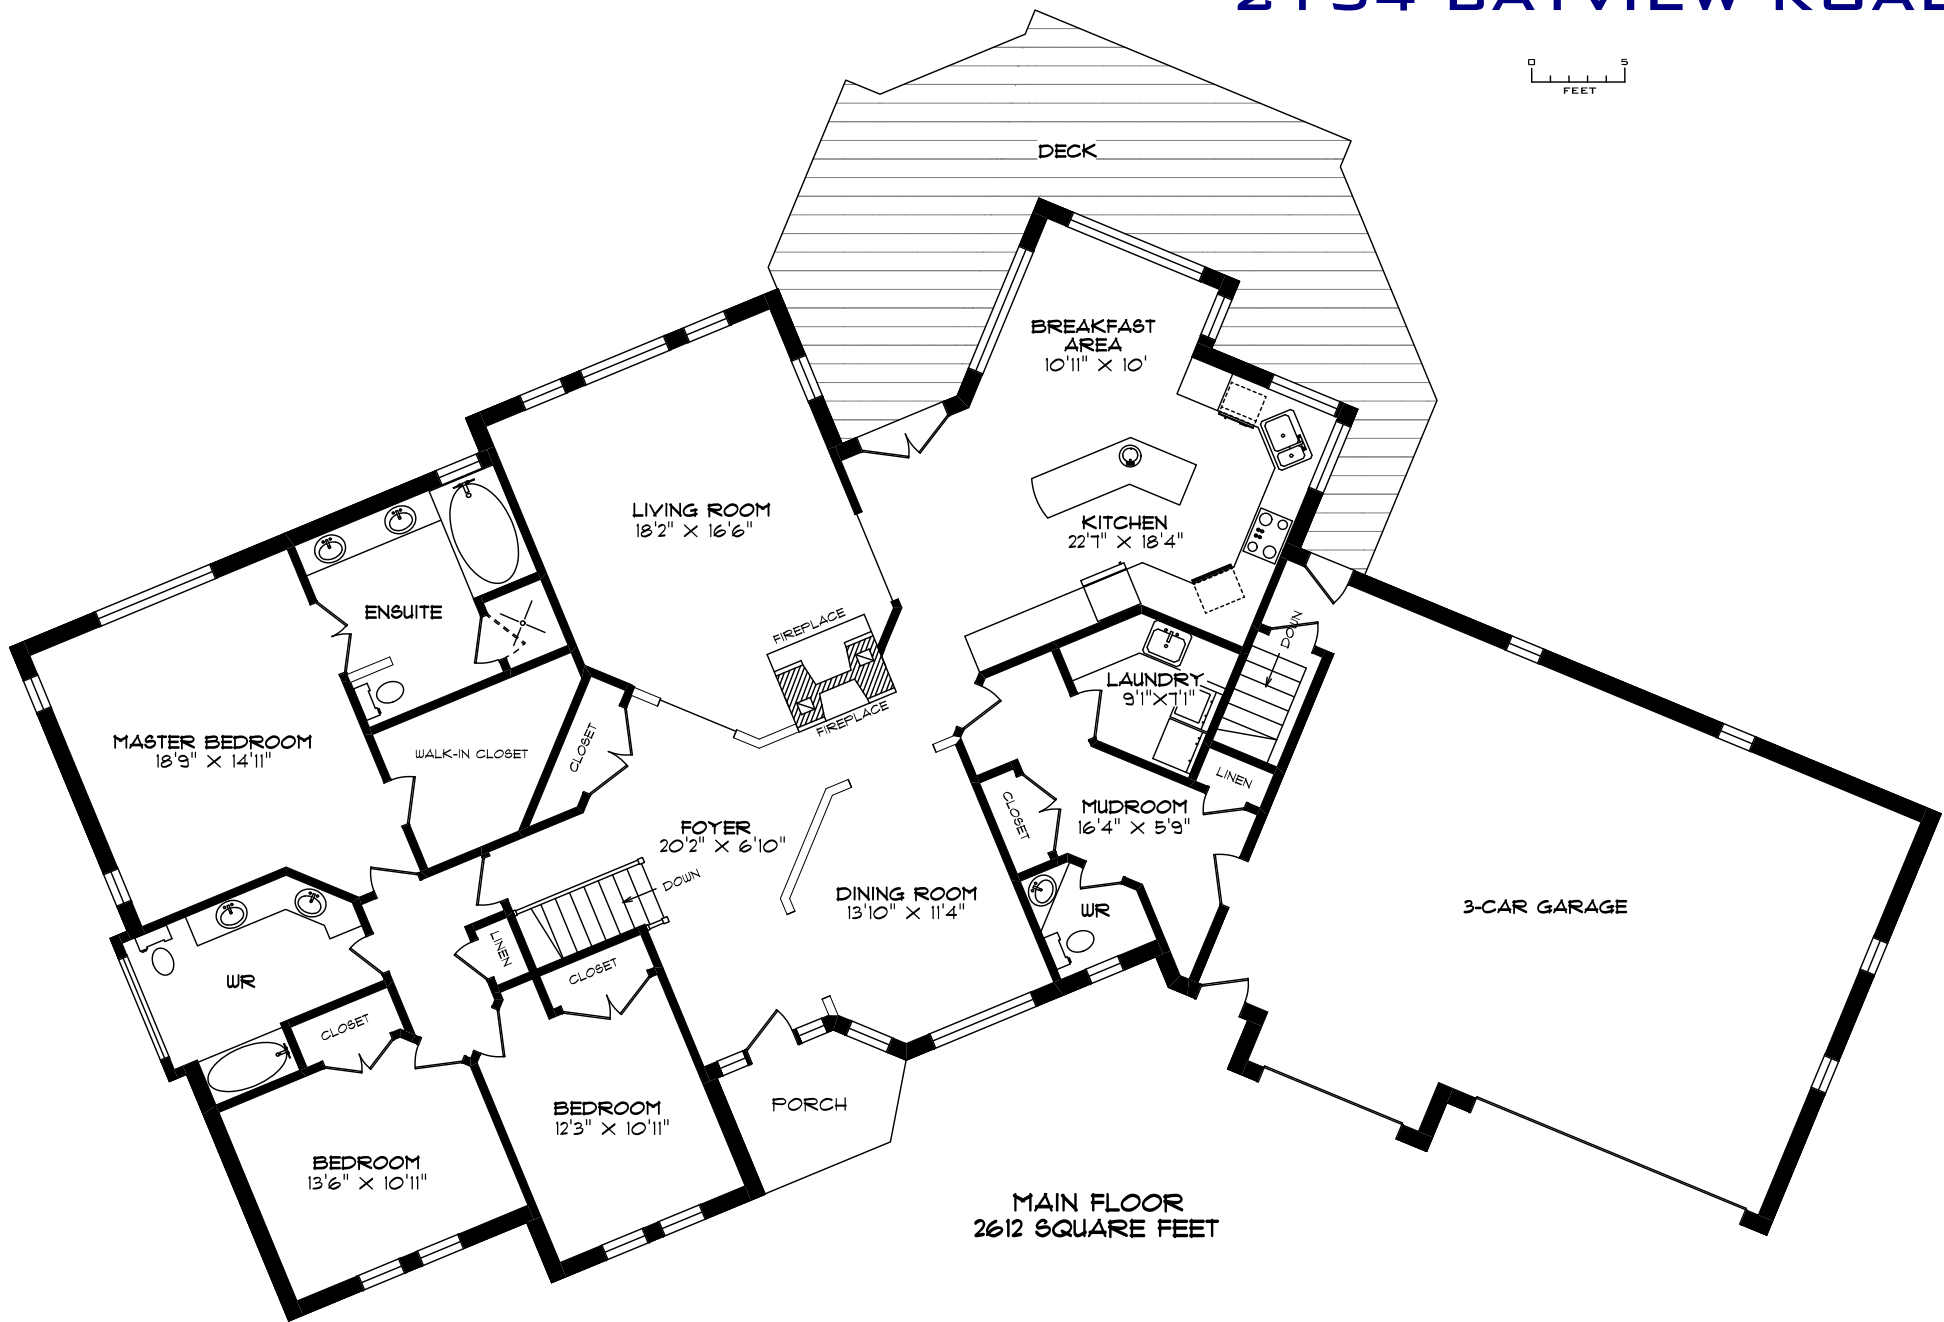 0 5
FEET
DECK
BREAKFAST
AREA
10'11" X 10'
LIVING ROOM
18'2" X 16'6"
KITCHEN
22'7" X 18'4"
ENSUITE
FIREPLACE
FIREPLACE
DOWN
LAUNDRY
9'1"X7'1"
MASTER BEDROOM
18'9" X 14'11"
WALK-IN CLOSET
CLOSET
LINEN
CLOSET
MUDROOM
16'4" X 5'9"
FOYER
20'2" X 6'10"
DOWN
DINING ROOM
13'10" X 11'4"
WR
3-CAR GARAGE
LINEN
CLOSET
WR
CLOSET
PORCH
BEDROOM
12'3" X 10'11"
BEDROOM
13'6" X 10'11"
MAIN FLOOR
2612 SQUARE FEET